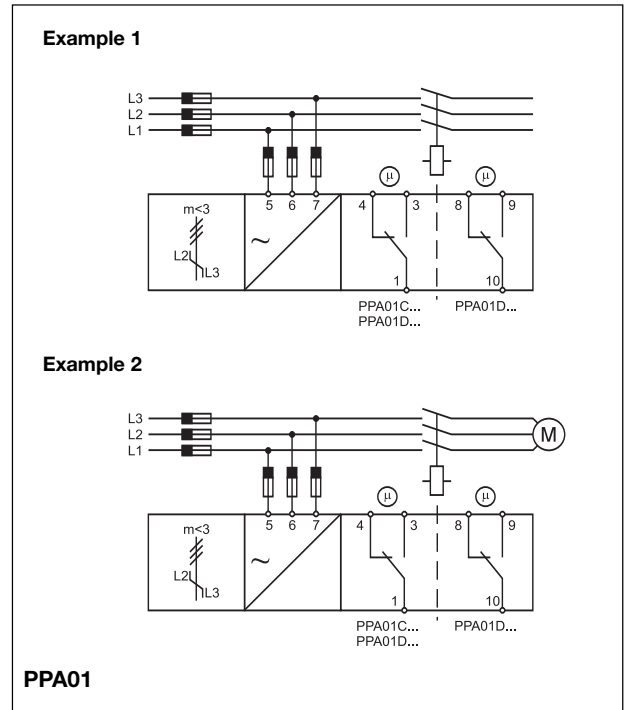 Example 1
L3
L2
L1
m<3
L2
L3
5 6 7
~
μ μ
4 3 8 9
1 10
PPA01C... PPA01D...
PPA01D...
Example 2
L3
L2
L1
M
m<3
L2
L3
5 6 7
~
μ μ
4 3 8 9
1 10
PPA01C... PPA01D...
PPA01D...
PPA01